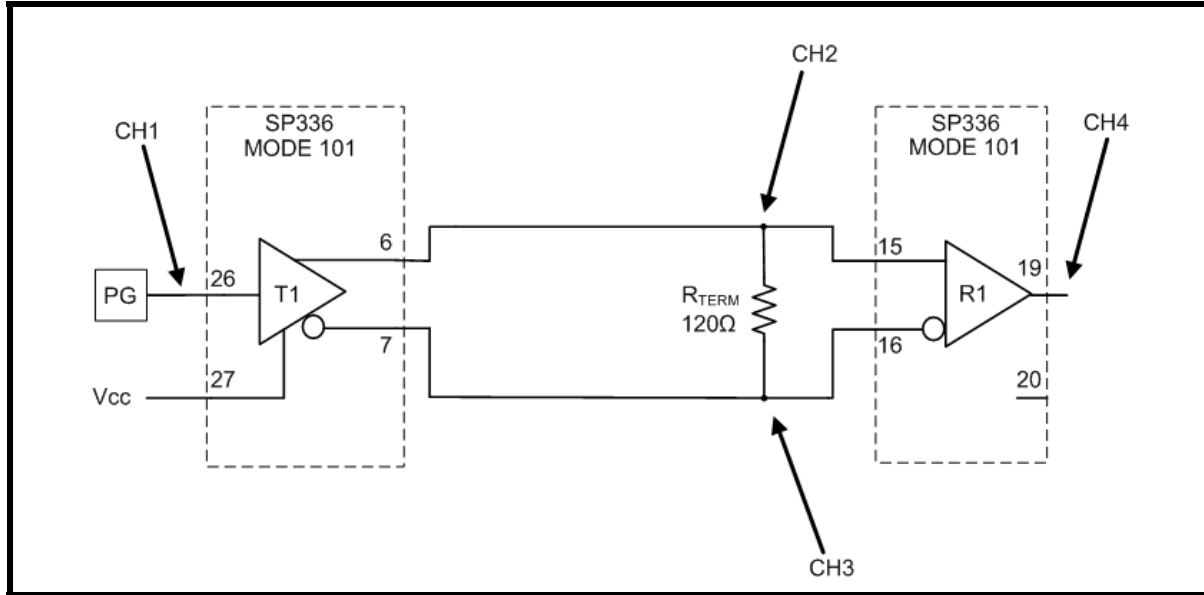 CH2
SP336
MODE 101
SP336
MODE 101
CH1
CH4
6
15
19
26
PG
T1
R1
RTERM
120Ω
7
16
27
20
Vcc
CH3